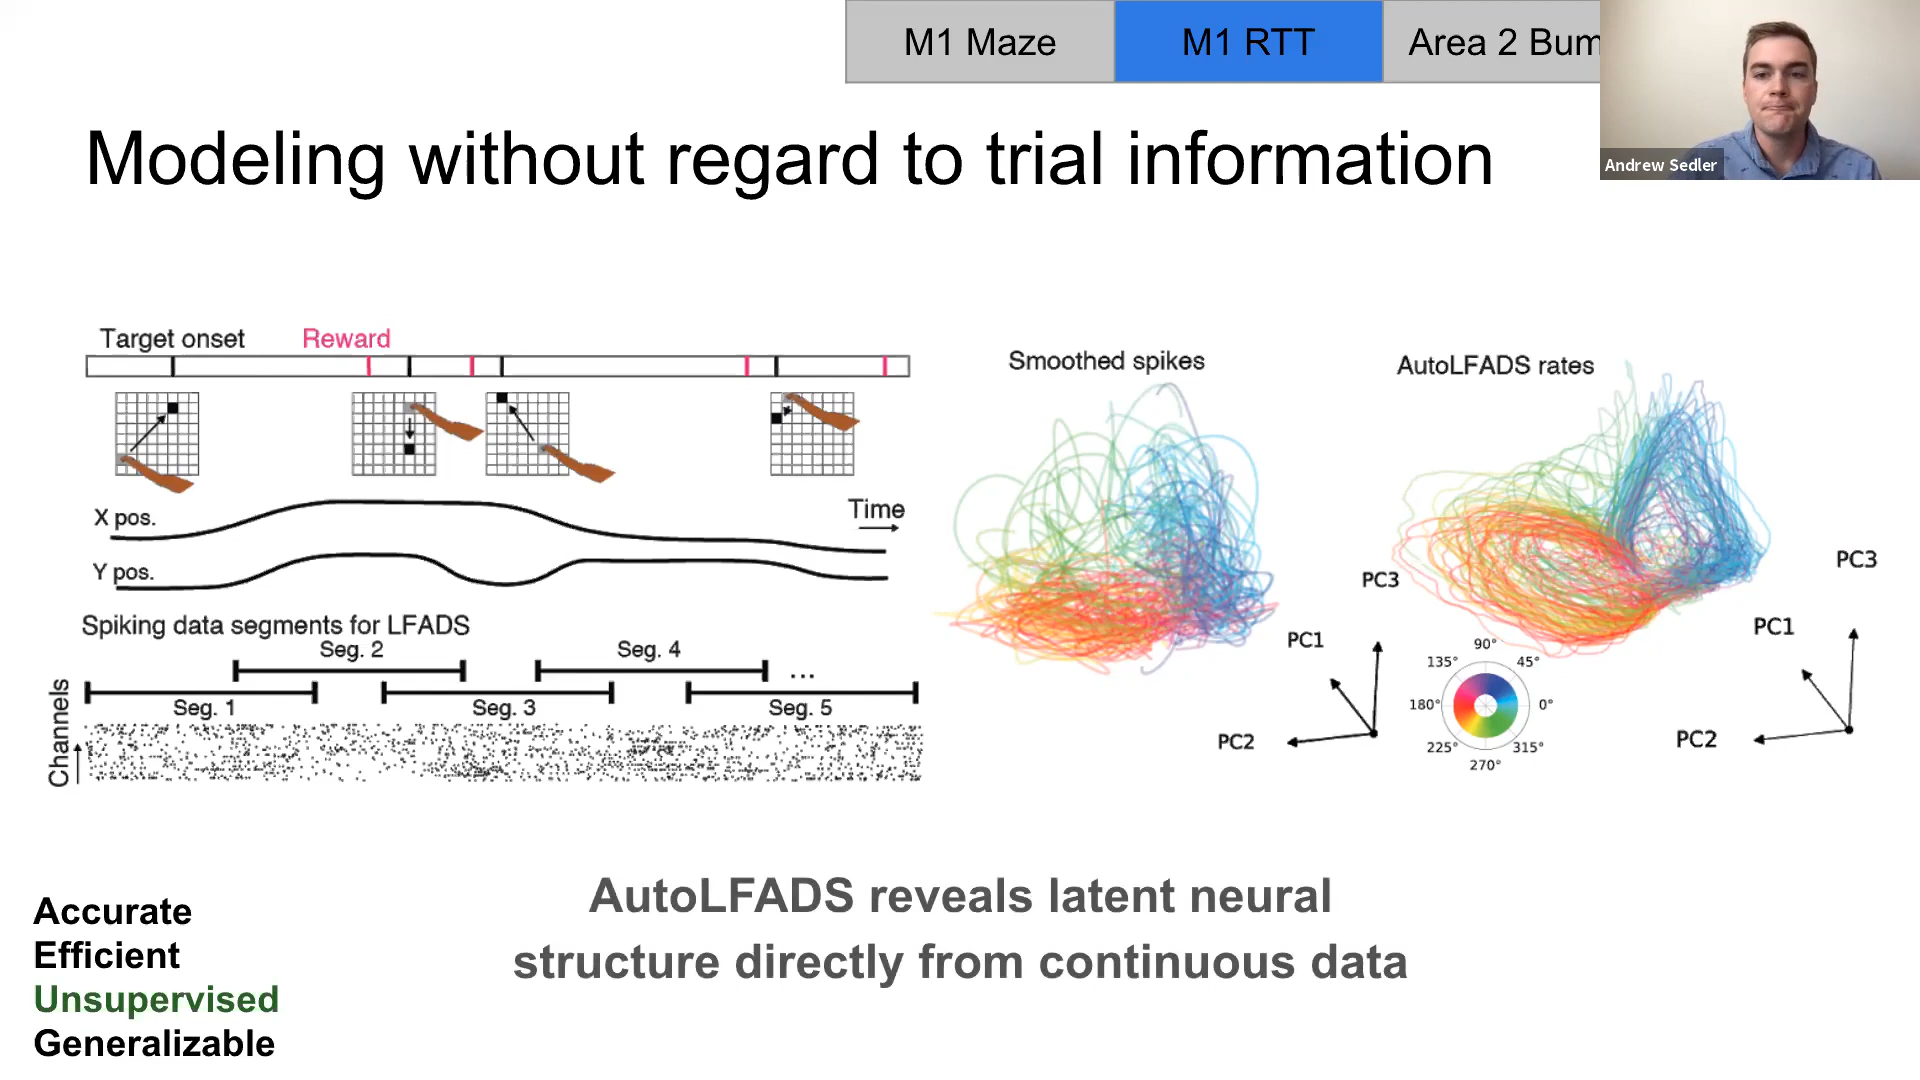 M1 Maze
M1 RTT
Area 2 Bum
Andrew Sedler
Modeling without regard to trial information
Target onset
Reward
X pos.
Time
Y pos.
Spiking data segments for LFADS
Seg. 2
Seg. 4
...
Seg. 1
Seg. 3
Seg. 5
Channels
Smoothed spikes
PC3
PC1
PC2
90°
135°
45°
180°
0°
225°
315°
270°
AutoLFADS rates
PC3
PC1
PC2
Accurate
Efficient
Unsupervised
Generalizable
AutoLFADS reveals latent neural
structure directly from continuous data